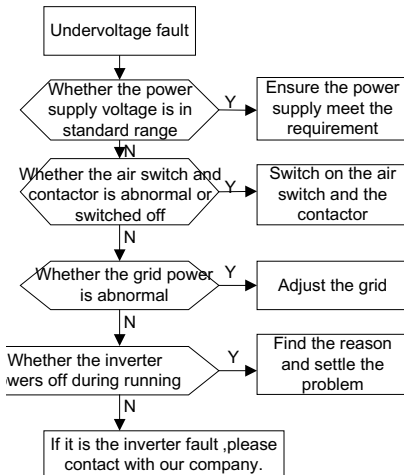 Undervoltage fault
Whether the power
supply voltage is in
standard range
Y
Ensure the power
supply meet the
requirement
N
Whether the air switch and
contactor is abnormal or
switched off
Y
Switch on the air
switch and the
contactor
N
Whether the grid power
is abnormal
Y
Adjust the grid
N
Whether the inverter
owers off during running
Y
Find the reason
and settle the
problem
N
If it is the inverter fault ,please
contact with our company.